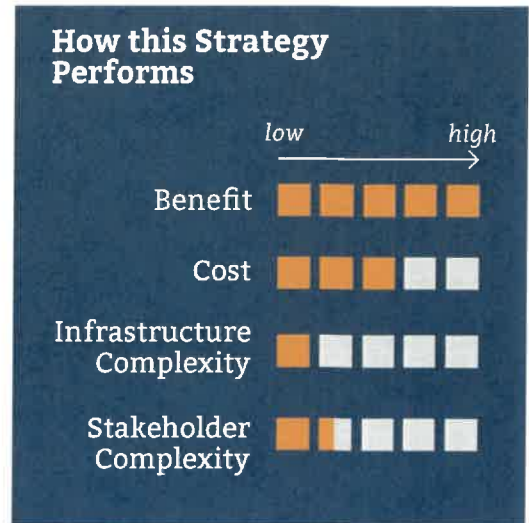 How this Strategy
Performs
low high
Benefit
Cost
Infrastructure
Complexity
Stakeholder
Complexity